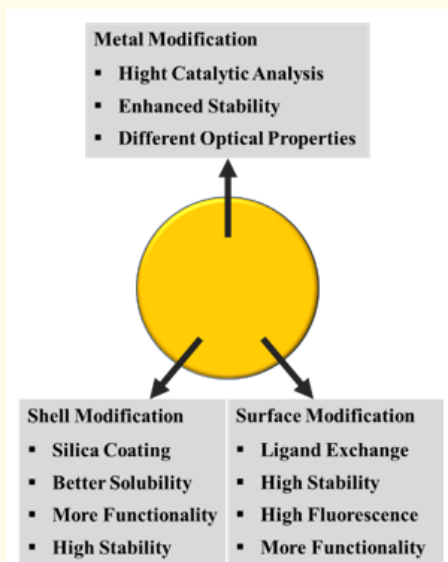 Metal Modification
▪ Hight Catalytic Analysis
▪ Enhanced Stability
▪ Different Optical Properties
Shell Modification
▪ Silica Coating
▪ Better Solubility
▪ More Functionality
▪ High Stability
Surface Modification
▪ Ligand Exchange
▪ High Stability
▪ High Fluorescence
▪ More Functionality